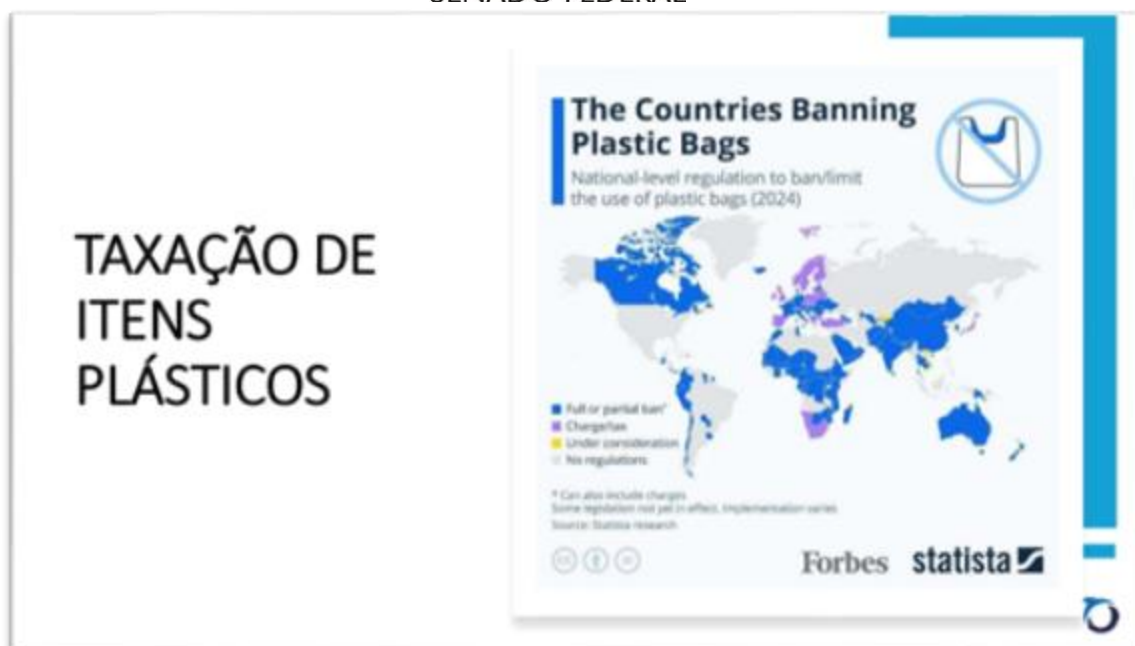 SENADO FEDERAL
TAXAÇÃO DE
ITENS
PLÁSTICOS
The Countries Banning
Plastic Bags
National-level regulation to ban/limit
the use of plastic bags (2024)
Full or partial ban*
Charge/tax
Under consideration
No regulations
* Can also include charges
Some legislation not yet in effect, implementation varies
Source: Statista research
Forbes statista